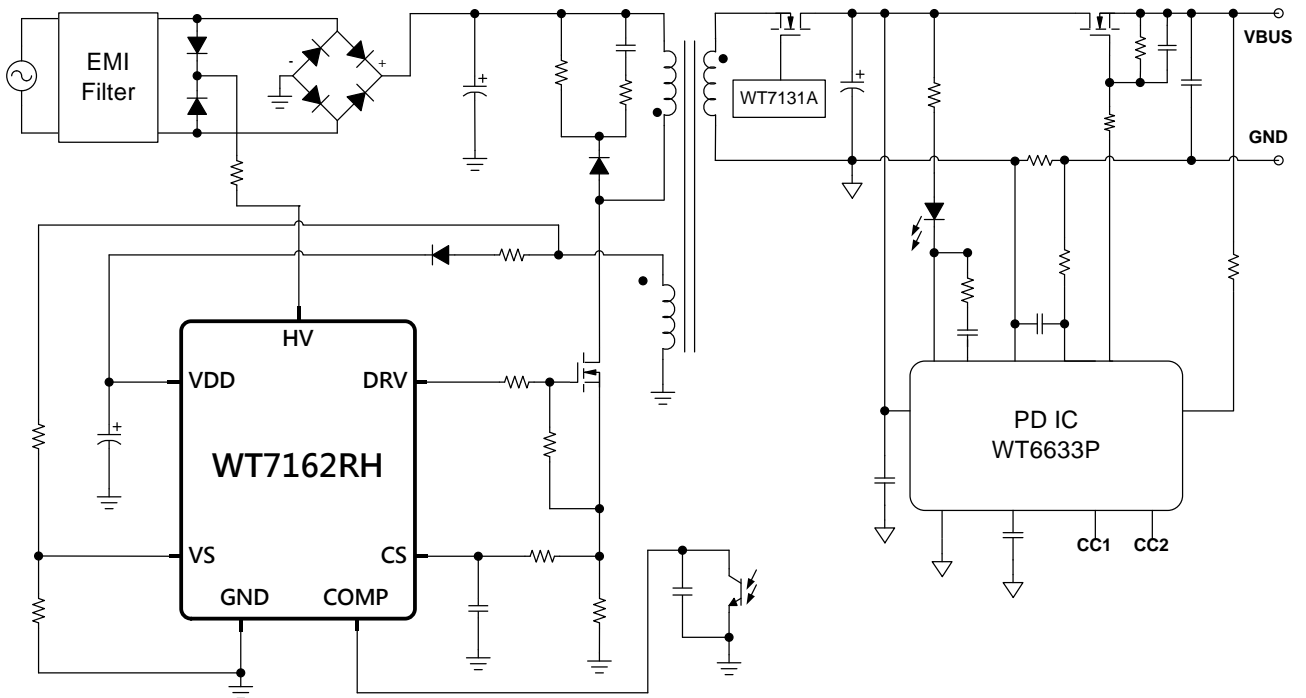 EMI
Filter
-
+
+
WT7131A
+
VBUS
GND
HV
VDD
DRV
+
WT7162RH
PD IC
WT6633P
VS
CS
GND
COMP
CC1
CC2